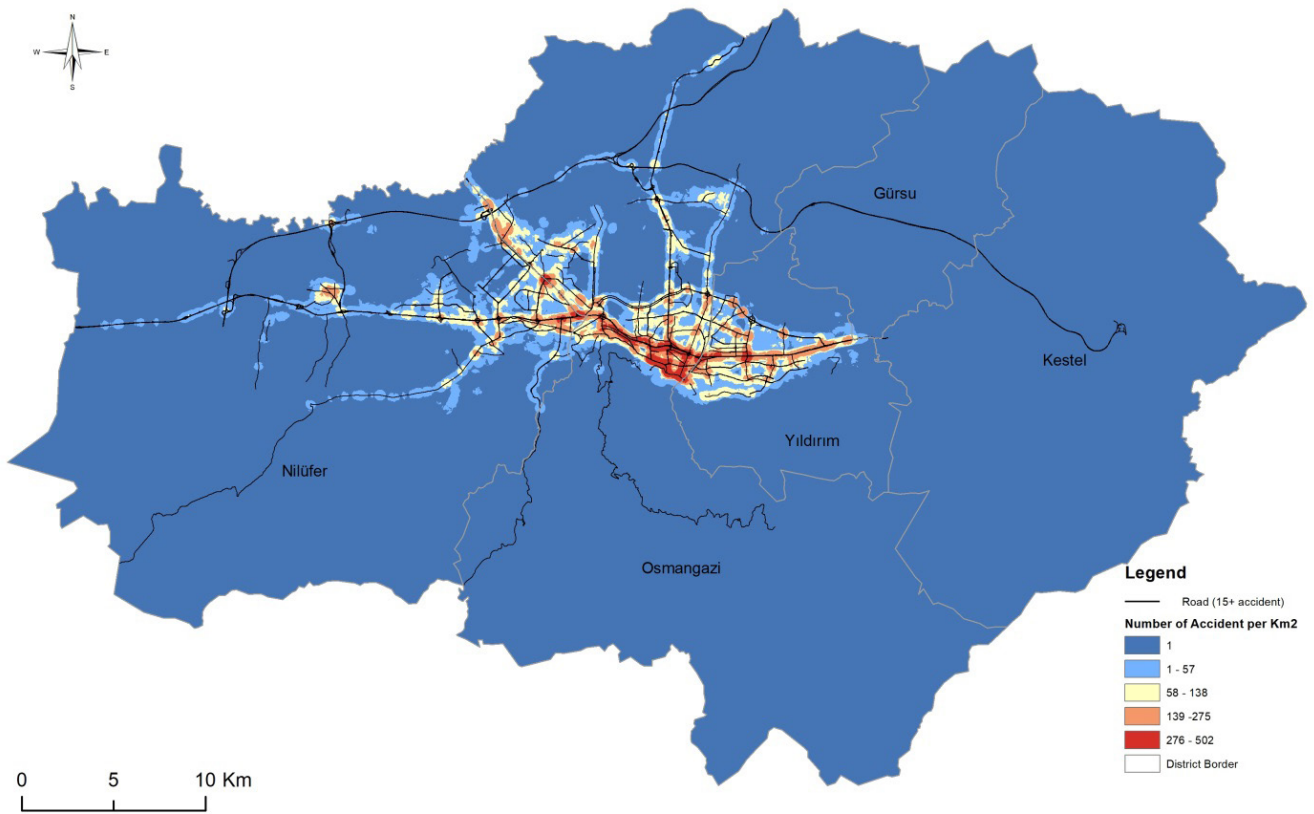 N
W E
S
Gürsu
Kestel
Yıldırım
Nilüfer
Osmangazi
Legend
Road (15+ accident)
Number of Accident per Km2
1
1 - 57
58 - 138
139 -275
276 - 502
District Border
0 5 10 Km